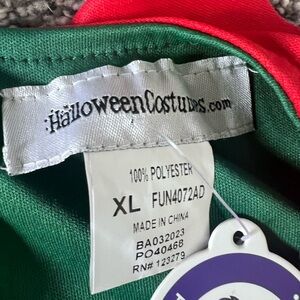 HalloweenCostumes.com
100% POLYESTER
XL FUN4072AD
MADE IN CHINA
BA032023
PO40468
RN# 123279